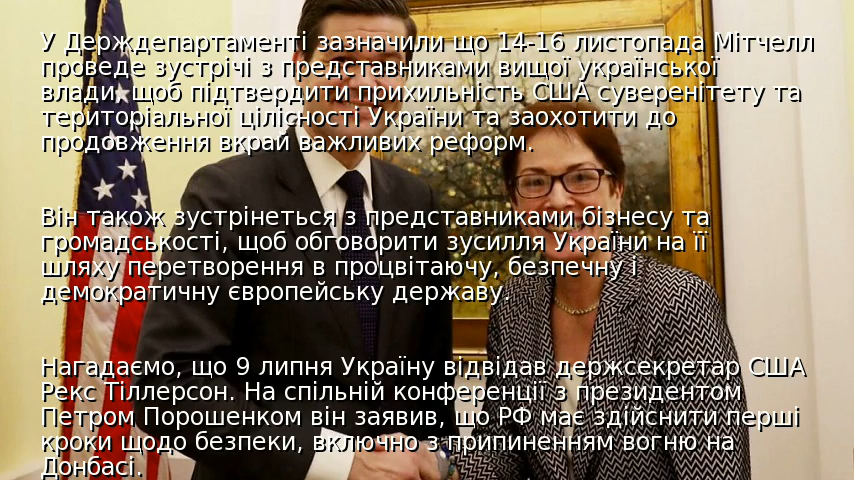 У Держдепартаменті зазначили що 14-16 листопада Мітчелл
проведе зустрічі з представниками вищої української
влади, щоб підтвердити прихильність США суверенітету та
територіальної цілісності України та заохотити до
продовження вкрай важливих реформ.
Він також зустрінеться з представниками бізнесу та
громадськості, щоб обговорити зусилля України на її
шляху перетворення в процвітаючу, безпечну і
демократичну європейську державу.
Нагадаємо, що 9 липня Україну відвідав держсекретар США
Рекс Тіллерсон. На спільній конференції з президентом
Петром Порошенком він заявив, що РФ має здійснити перші
кроки щодо безпеки, включно з припиненням вогню на
Донбасі.